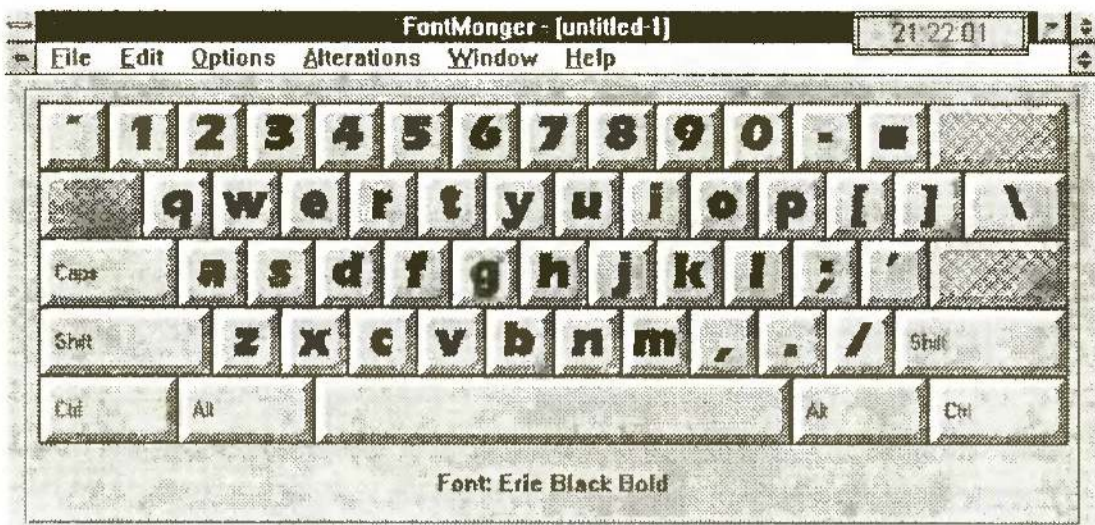 FontMonger - [untitled-1]
21:22:01
File Edit Options Alterations Window Help
` 1 2 3 4 5 6 7 8 9 0 - =
q w e r t y u i o p [ ] \
Caps a s d f g h j k l ; '
Shift z x c v b n m , . / Shift
Ctrl Alt Alt Ctrl
Font: Erie Black Bold